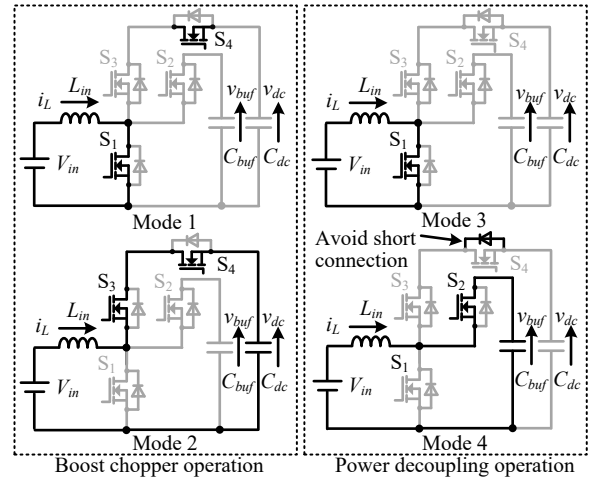 S4
S3
S2
Lin
iL
S1
Vin
vbuf
vdc
Cbuf
Cdc
Mode 1
S4
S3
S2
Lin
iL
S1
Vin
vbuf
vdc
Cbuf
Cdc
Mode 2
Boost chopper operation
S4
S3
S2
Lin
iL
S1
Vin
vbuf
vdc
Cbuf
Cdc
Mode 3
Avoid short
connection
S4
S3
S2
Lin
iL
S1
Vin
vbuf
vdc
Cbuf
Cdc
Mode 4
Power decoupling operation